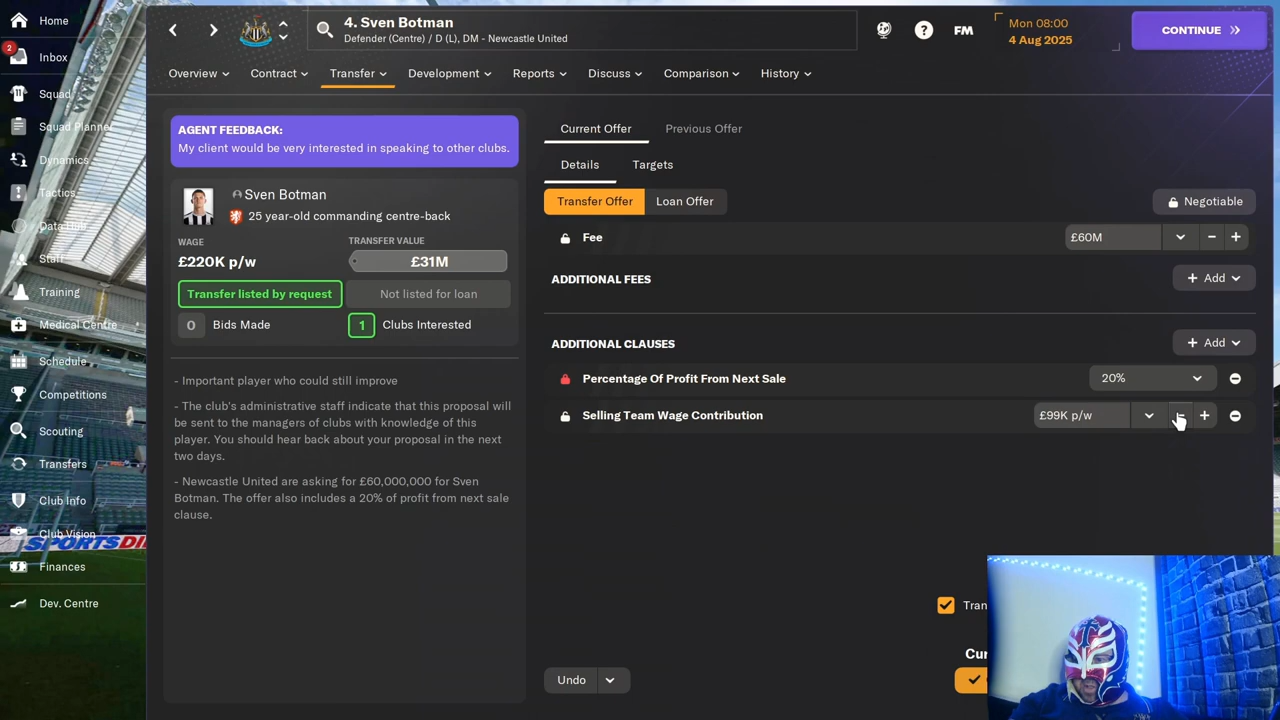 Home
2
Inbox
Squad
Squad Planner
Dynamics
Tactics
Data Hub
Staff
Training
Medical Centre
Schedule
Competitions
Scouting
Transfers
Club Info
Club Vision
Finances
Dev. Centre
SPORTS DI
4. Sven Botman
Defender (Centre) / D (L), DM - Newcastle United
?
FM
Mon 08:00
4 Aug 2025
CONTINUE
Overview
Contract
Transfer
Development
Reports
Discuss
Comparison
History
AGENT FEEDBACK:
My client would be very interested in speaking to other clubs.
Sven Botman
25 year-old commanding centre-back
WAGE
£220K p/w
TRANSFER VALUE
£31M
Transfer listed by request
Not listed for loan
0 Bids Made
1 Clubs Interested
- Important player who could still improve
- The club's administrative staff indicate that this proposal will
be sent to the managers of clubs with knowledge of this
player. You should hear back about your proposal in the next
two days.
- Newcastle United are asking for £60,000,000 for Sven
Botman. The offer also includes a 20% of profit from next sale
clause.
Current Offer
Previous Offer
Details
Targets
Transfer Offer
Loan Offer
Negotiable
Fee
£60M
ADDITIONAL FEES
+ Add
ADDITIONAL CLAUSES
+ Add
Percentage Of Profit From Next Sale
20%
Selling Team Wage Contribution
£99K p/w
Tran
Cur
Undo